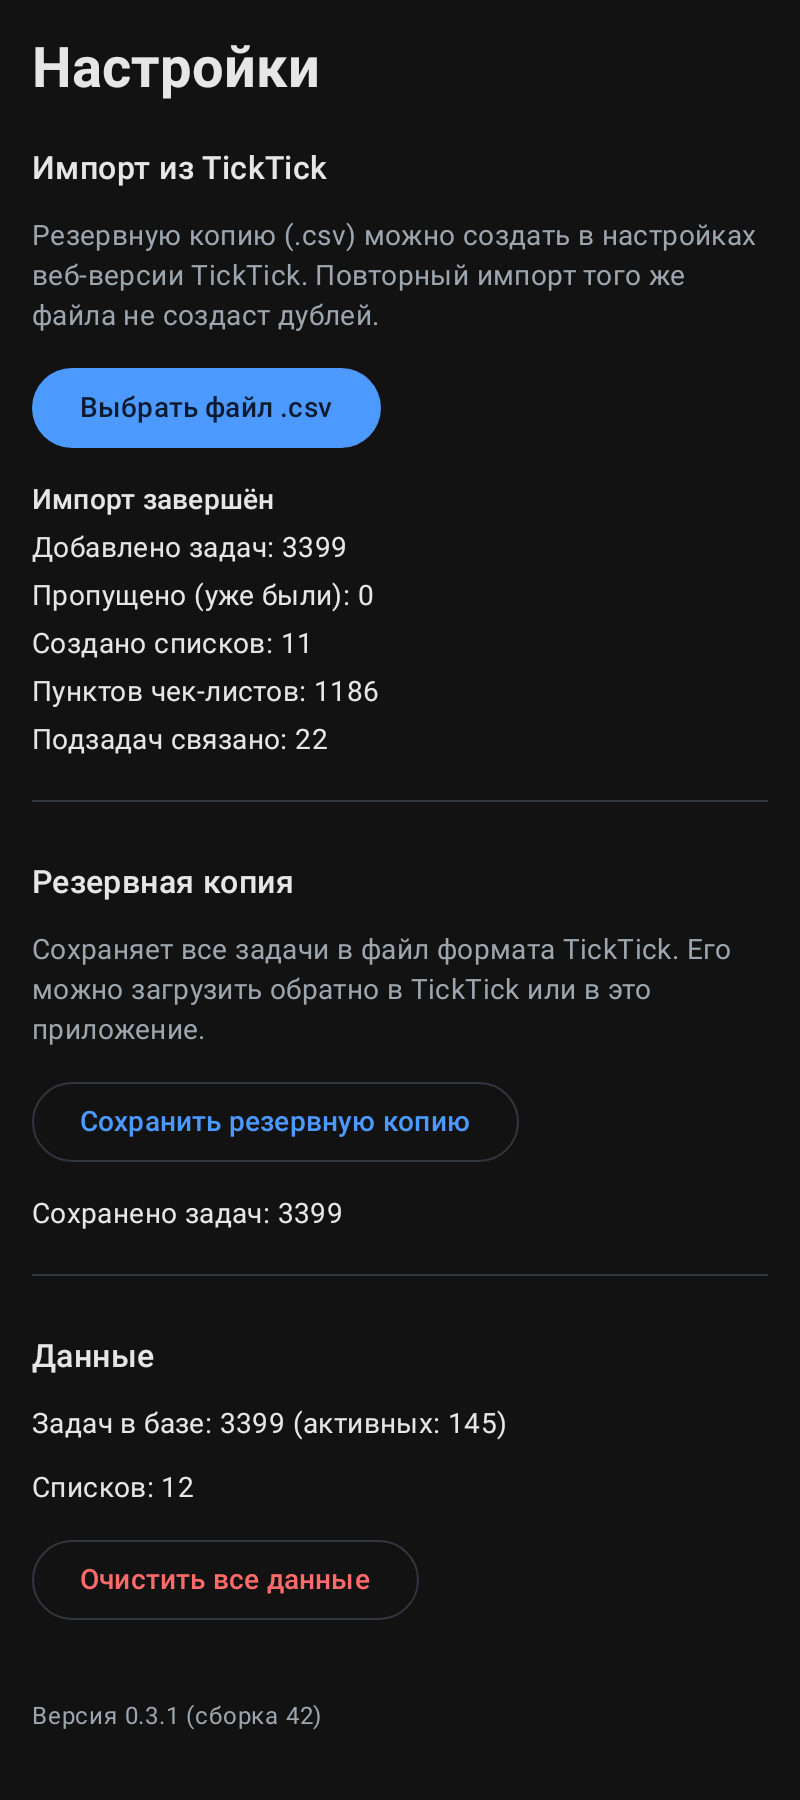 Настройки
Импорт из TickTick
Резервную копию (.csv) можно создать в настройках
веб-версии TickTick. Повторный импорт того же
файла не создаст дублей.
Выбрать файл .csv
Импорт завершён
Добавлено задач: 3399
Пропущено (уже были): 0
Создано списков: 11
Пунктов чек-листов: 1186
Подзадач связано: 22
Резервная копия
Сохраняет все задачи в файл формата TickTick. Его
можно загрузить обратно в TickTick или в это
приложение.
Сохранить резервную копию
Сохранено задач: 3399
Данные
Задач в базе: 3399 (активных: 145)
Списков: 12
Очистить все данные
Версия 0.3.1 (сборка 42)